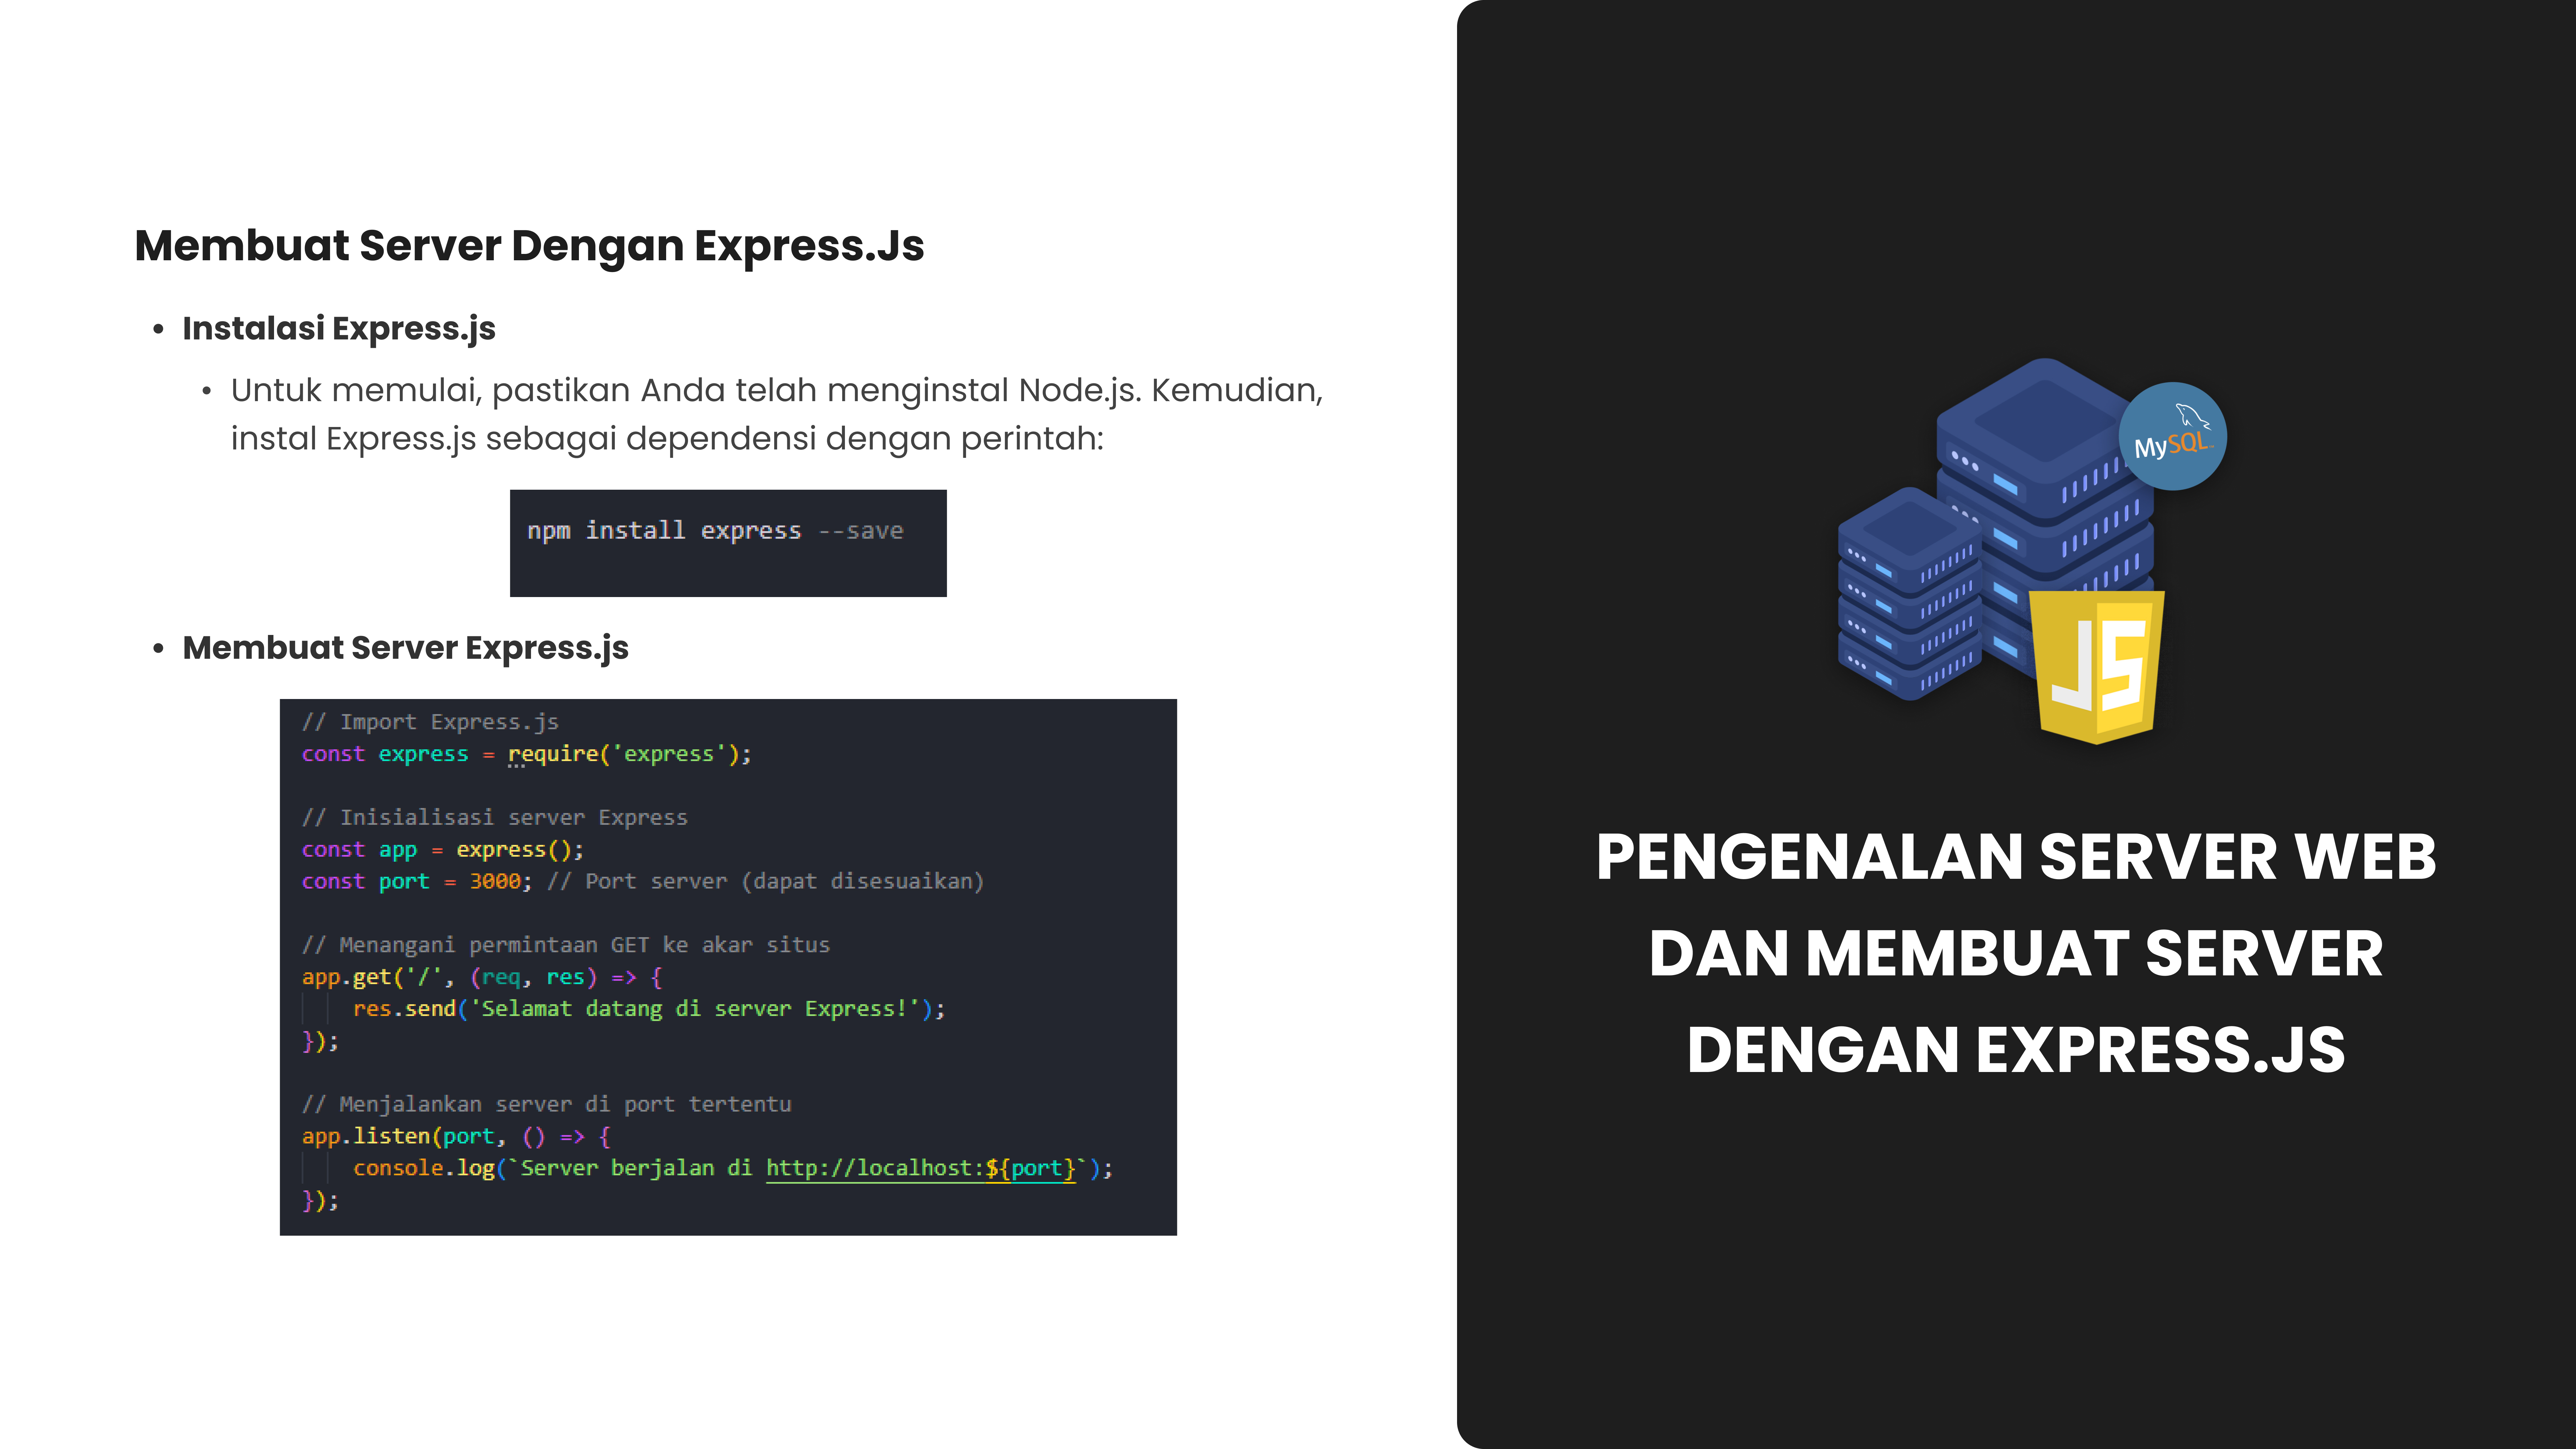 Membuat Server Dengan Express.Js
• Instalasi Express.js
• Untuk memulai, pastikan Anda telah menginstal Node.js. Kemudian,
instal Express.js sebagai dependensi dengan perintah:
npm install express --save
• Membuat Server Express.js
// Import Express.js
const express = require('express');

// Inisialisasi server Express
const app = express();
const port = 3000; // Port server (dapat disesuaikan)

// Menangani permintaan GET ke akar situs
app.get('/', (req, res) => {
    res.send('Selamat datang di server Express!');
});

// Menjalankan server di port tertentu
app.listen(port, () => {
    console.log(`Server berjalan di http://localhost:${port}`);
});
MySQL
JS
PENGENALAN SERVER WEB
DAN MEMBUAT SERVER
DENGAN EXPRESS.JS